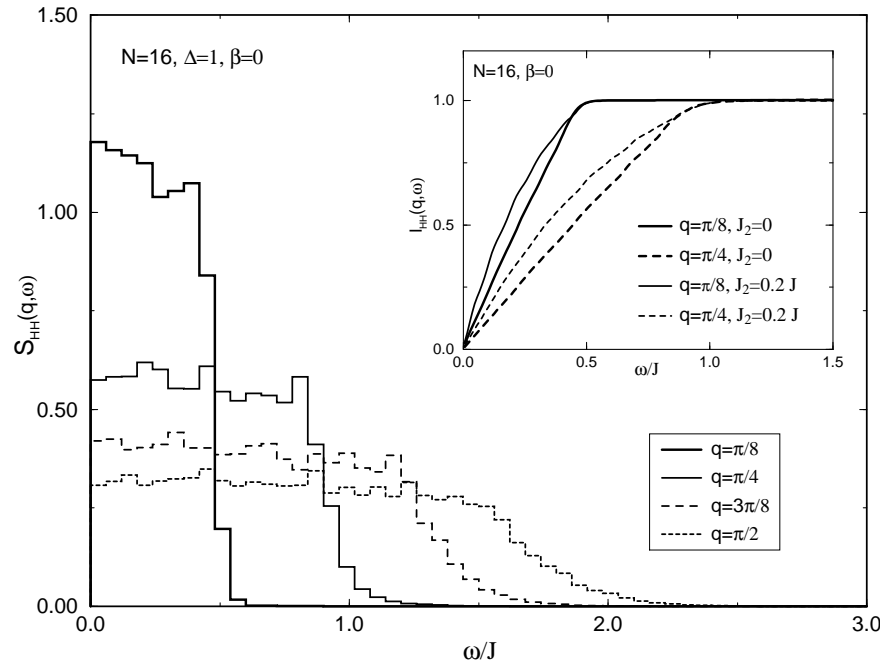 1.50
1.00
0.50
0.00
S_HH(q,ω)
0.0
1.0
2.0
3.0
ω/J
N=16, Δ=1, β=0
N=16, β=0
1.0
0.5
0.0
I_HH(q,ω)
0.0
0.5
1.0
1.5
ω/J
q=π/8, J₂=0
q=π/4, J₂=0
q=π/8, J₂=0.2 J
q=π/4, J₂=0.2 J
q=π/8
q=π/4
q=3π/8
q=π/2